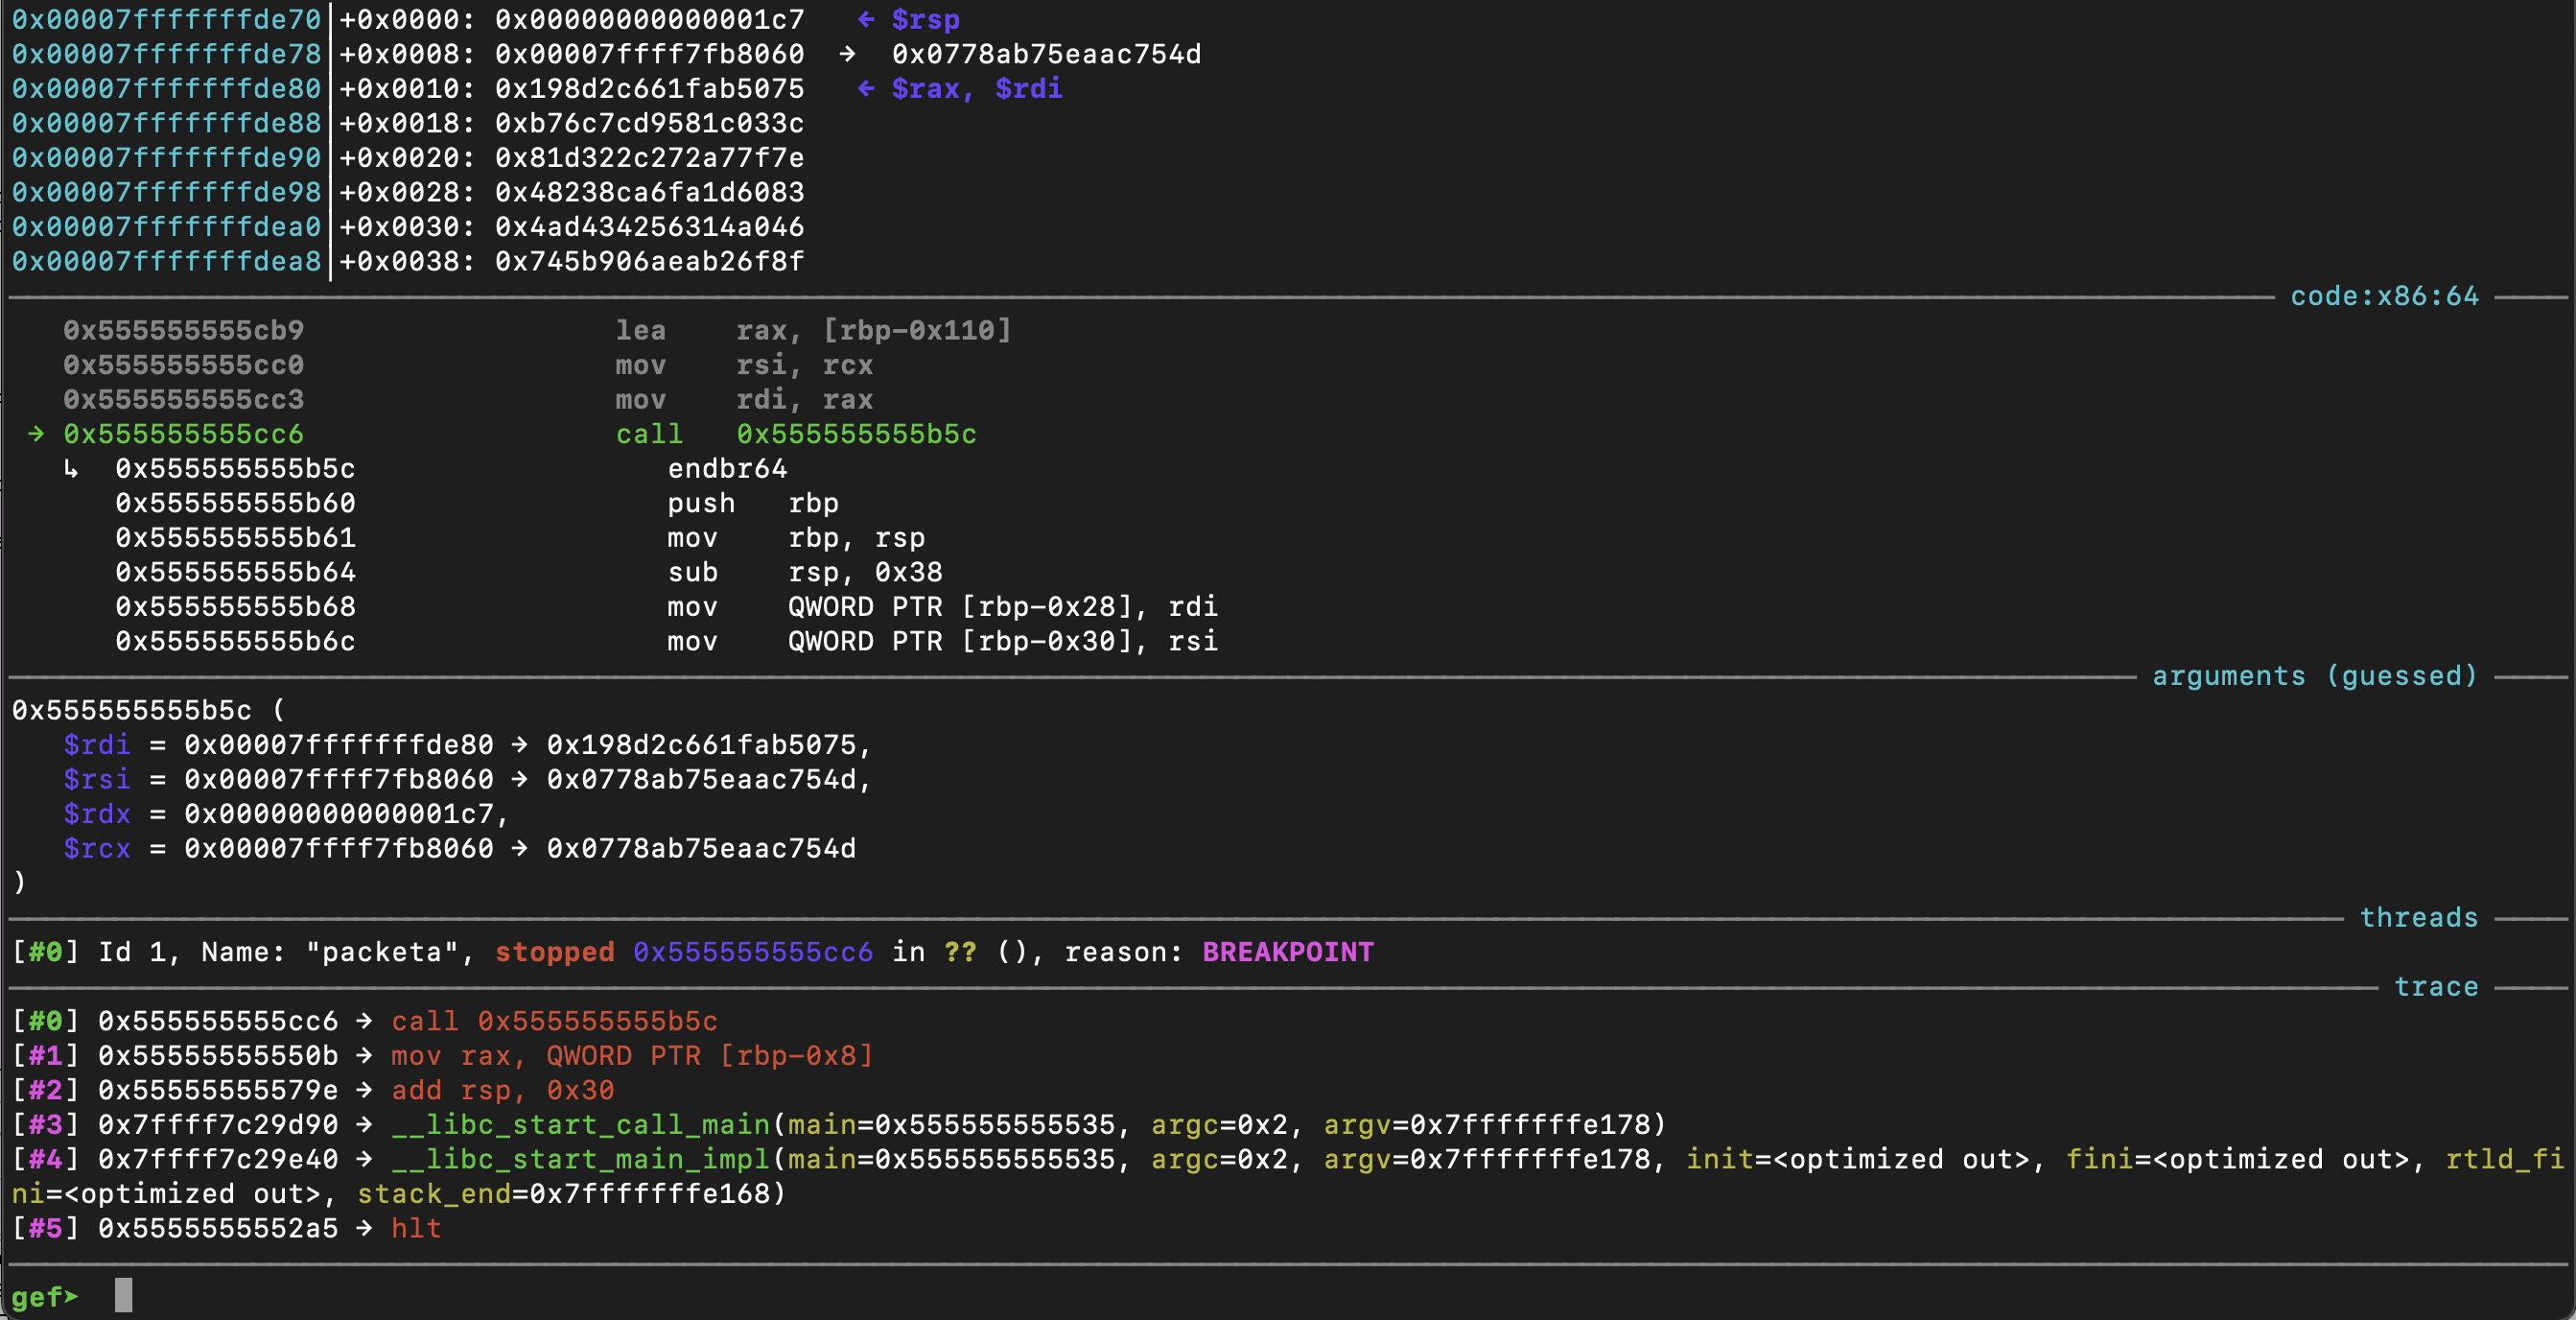 0x00007fffffffde70│+0x0000: 0x00000000000001c7   ← $rsp
0x00007fffffffde78│+0x0008: 0x00007ffff7fb8060  →  0x0778ab75eaac754d
0x00007fffffffde80│+0x0010: 0x198d2c661fab5075   ← $rax, $rdi
0x00007fffffffde88│+0x0018: 0xb76c7cd9581c033c
0x00007fffffffde90│+0x0020: 0x81d322c272a77f7e
0x00007fffffffde98│+0x0028: 0x48238ca6fa1d6083
0x00007fffffffdea0│+0x0030: 0x4ad434256314a046
0x00007fffffffdea8│+0x0038: 0x745b906aeab26f8f
code:x86:64
0x555555555cb9 lea rax, [rbp-0x110]
0x555555555cc0 mov rsi, rcx
0x555555555cc3 mov rdi, rax
→ 0x555555555cc6 call 0x555555555b5c
↳ 0x555555555b5c endbr64
0x555555555b60 push rbp
0x555555555b61 mov rbp, rsp
0x555555555b64 sub rsp, 0x38
0x555555555b68 mov QWORD PTR [rbp-0x28], rdi
0x555555555b6c mov QWORD PTR [rbp-0x30], rsi
arguments (guessed)
0x555555555b5c (
$rdi = 0x00007fffffffde80 → 0x198d2c661fab5075,
$rsi = 0x00007ffff7fb8060 → 0x0778ab75eaac754d,
$rdx = 0x00000000000001c7,
$rcx = 0x00007ffff7fb8060 → 0x0778ab75eaac754d
)
threads
[#0] Id 1, Name: "packeta", stopped 0x555555555cc6 in ?? (), reason: BREAKPOINT
trace
[#0] 0x555555555cc6 → call 0x555555555b5c
[#1] 0x55555555550b → mov rax, QWORD PTR [rbp-0x8]
[#2] 0x55555555579e → add rsp, 0x30
[#3] 0x7ffff7c29d90 → __libc_start_call_main(main=0x555555555535, argc=0x2, argv=0x7fffffffe178)
[#4] 0x7ffff7c29e40 → __libc_start_main_impl(main=0x555555555535, argc=0x2, argv=0x7fffffffe178, init=<optimized out>, fini=<optimized out>, rtld_fi
ni=<optimized out>, stack_end=0x7fffffffe168)
[#5] 0x5555555552a5 → hlt
gef➤